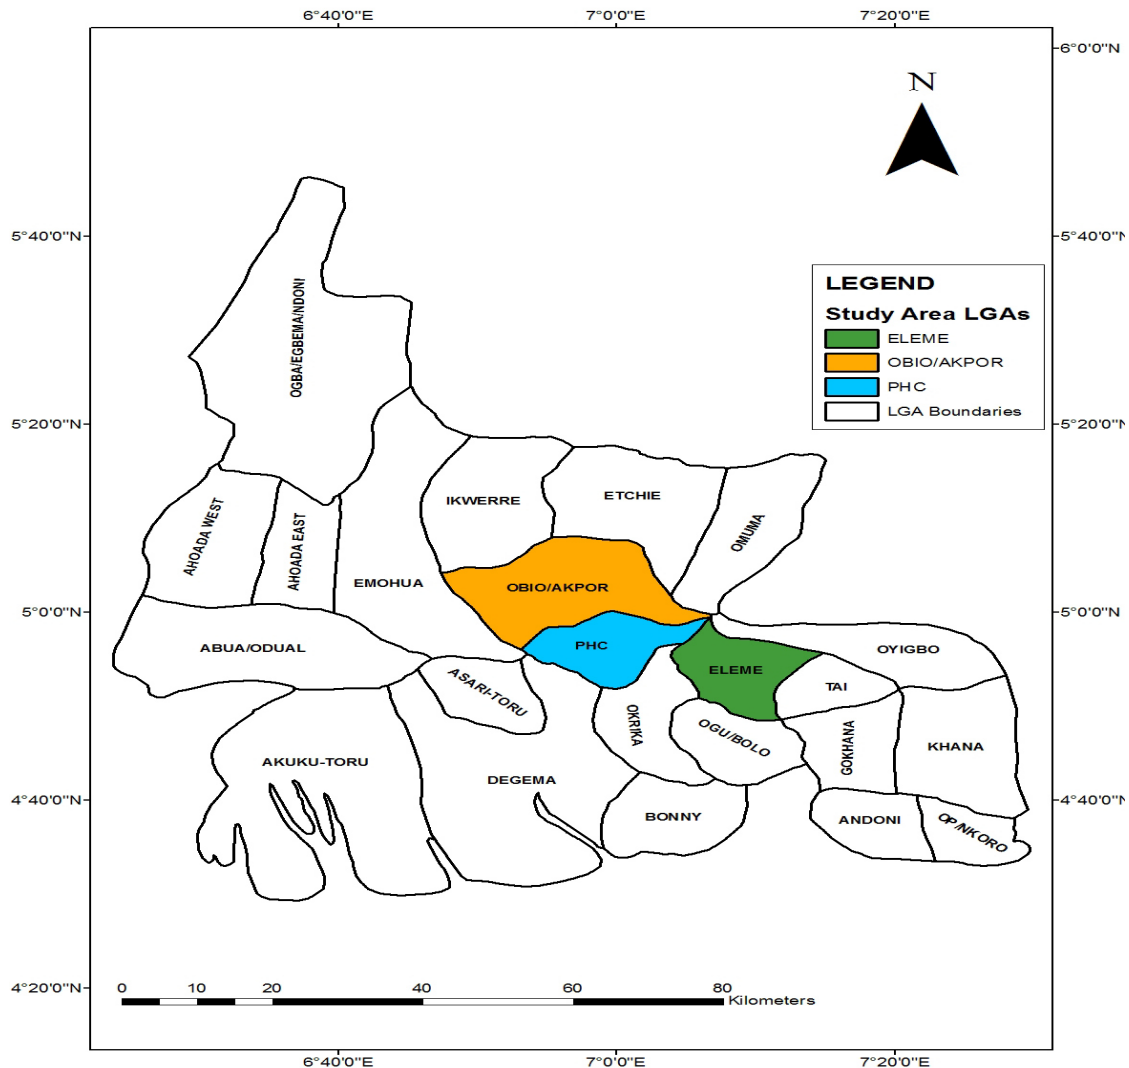 6°40'0"E 7°0'0"E 7°20'0"E
6°0'0"N
N
5°40'0"N 5°40'0"N
LEGEND
Study Area LGAs
ELEME
OBIO/AKPOR
PHC
LGA Boundaries
OGBA/EGBEMA/NDONI
5°20'0"N 5°20'0"N
IKWERRE
ETCHIE
OMUMA
AHOADA WEST
AHOADA EAST
EMOHUA
OBIO/AKPOR
5°0'0"N 5°0'0"N
ABUA/ODUAL
PHC
OYIGBO
ELEME
TAI
ASARI-TORU
OKRIKA
OGU/BOLO
GOKHANA
KHANA
AKUKU-TORU
DEGEMA
4°40'0"N 4°40'0"N
BONNY
ANDONI
OP/NKORO
4°20'0"N 4°20'0"N
0 10 20 40 60 80
Kilometers
6°40'0"E 7°0'0"E 7°20'0"E